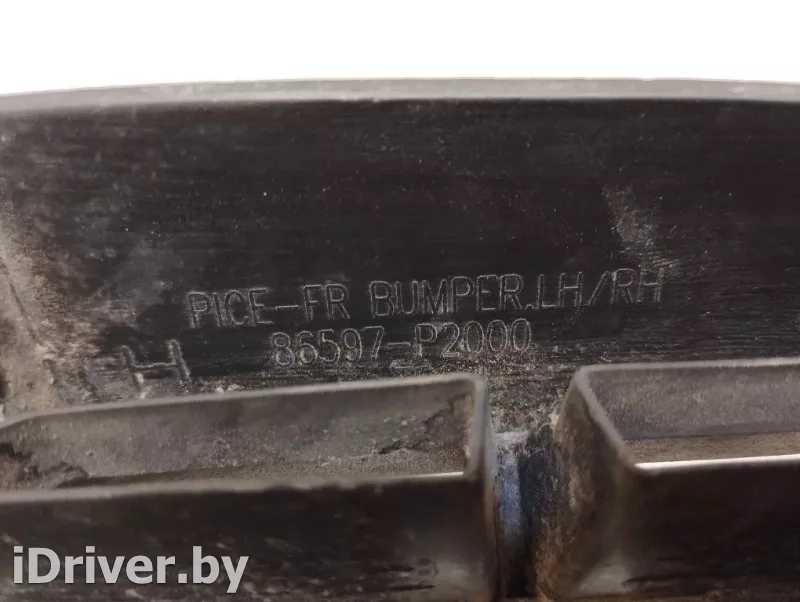 PICE-FR BUMPER.LH/RH
86597-P2000
H
iDriver.by